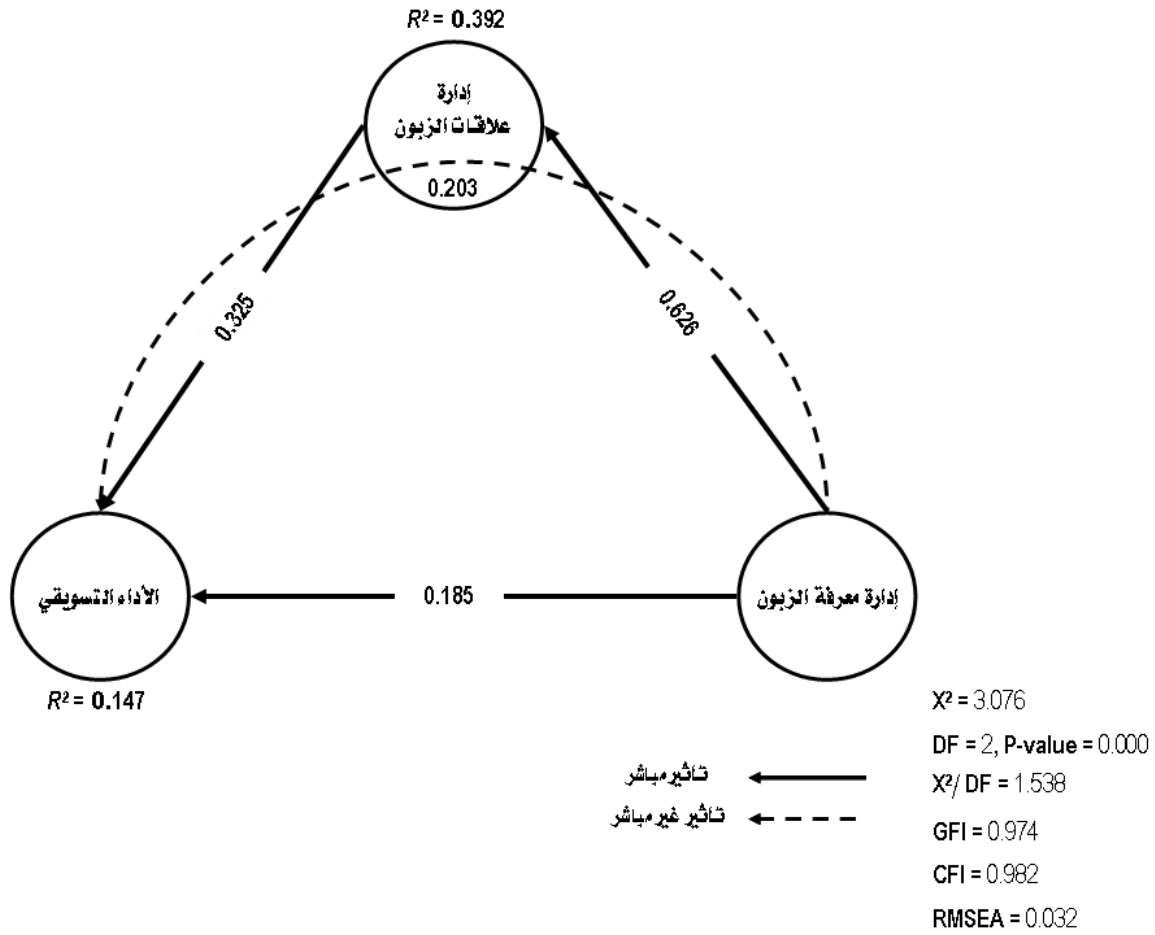 R² = 0.392
إدارة
علاقات الزبون
0.203
0.325
0.626
الأداء التسويقي
0.185
إدارة معرفة الزبون
R² = 0.147
X² = 3.076
DF = 2, P-value = 0.000
تأثير مباشر
X²/ DF = 1.538
تأثير غير مباشر
GFI = 0.974
CFI = 0.982
RMSEA = 0.032